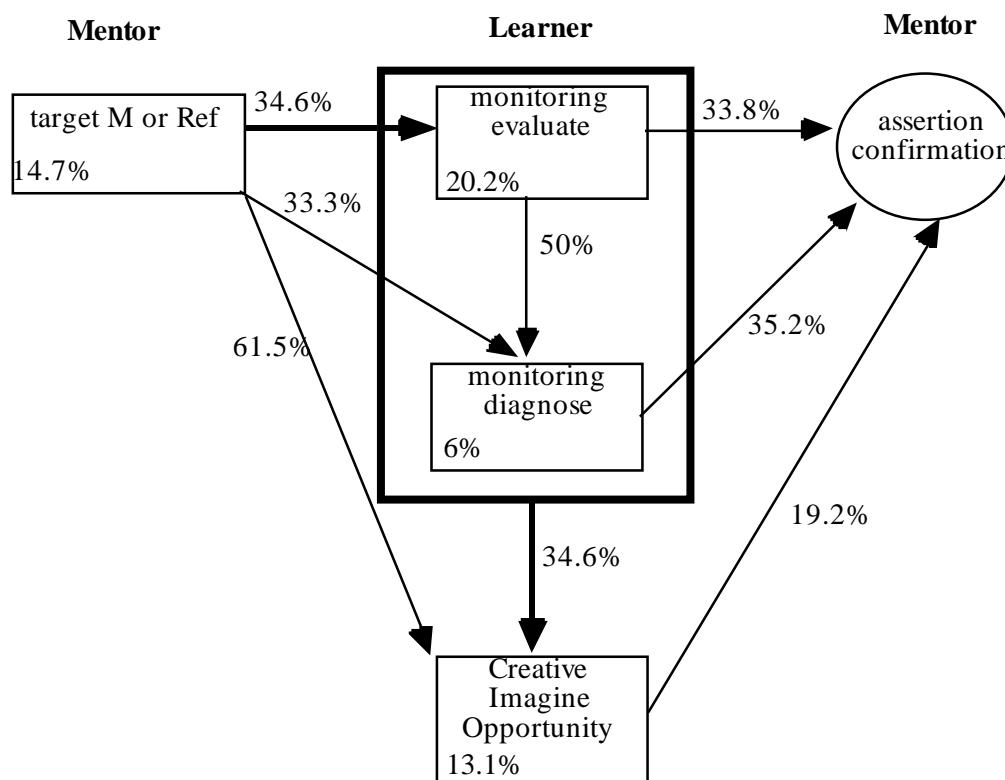 Mentor
Learner
Mentor
target M or Ref
14.7%
34.6%
monitoring
evaluate
20.2%
33.8%
assertion
confirmation
33.3%
50%
61.5%
monitoring
diagnose
6%
35.2%
34.6%
19.2%
Creative
Imagine
Opportunity
13.1%